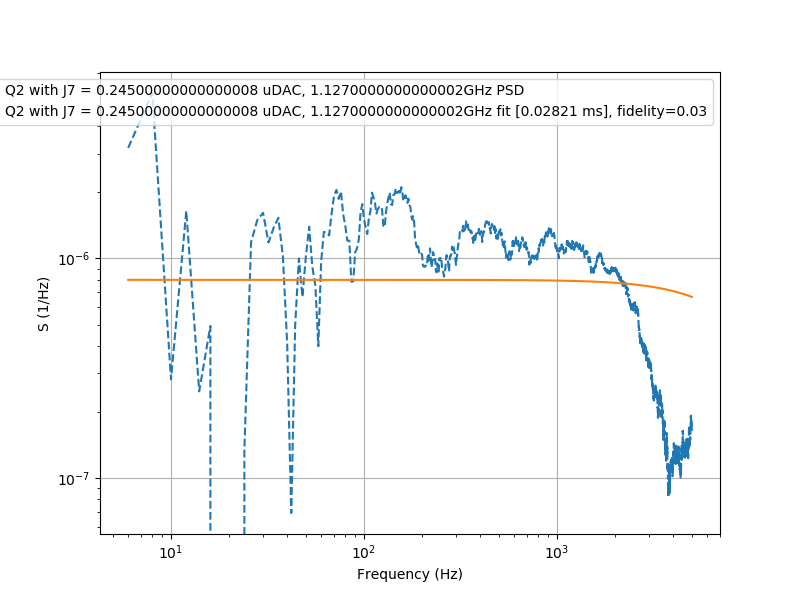 Q2 with J7 = 0.24500000000000008 uDAC, 1.1270000000000002GHz PSD
Q2 with J7 = 0.24500000000000008 uDAC, 1.1270000000000002GHz fit [0.02821 ms], fidelity=0.03
10⁻⁶
10⁻⁷
S (1/Hz)
10¹ 10² 10³
Frequency (Hz)